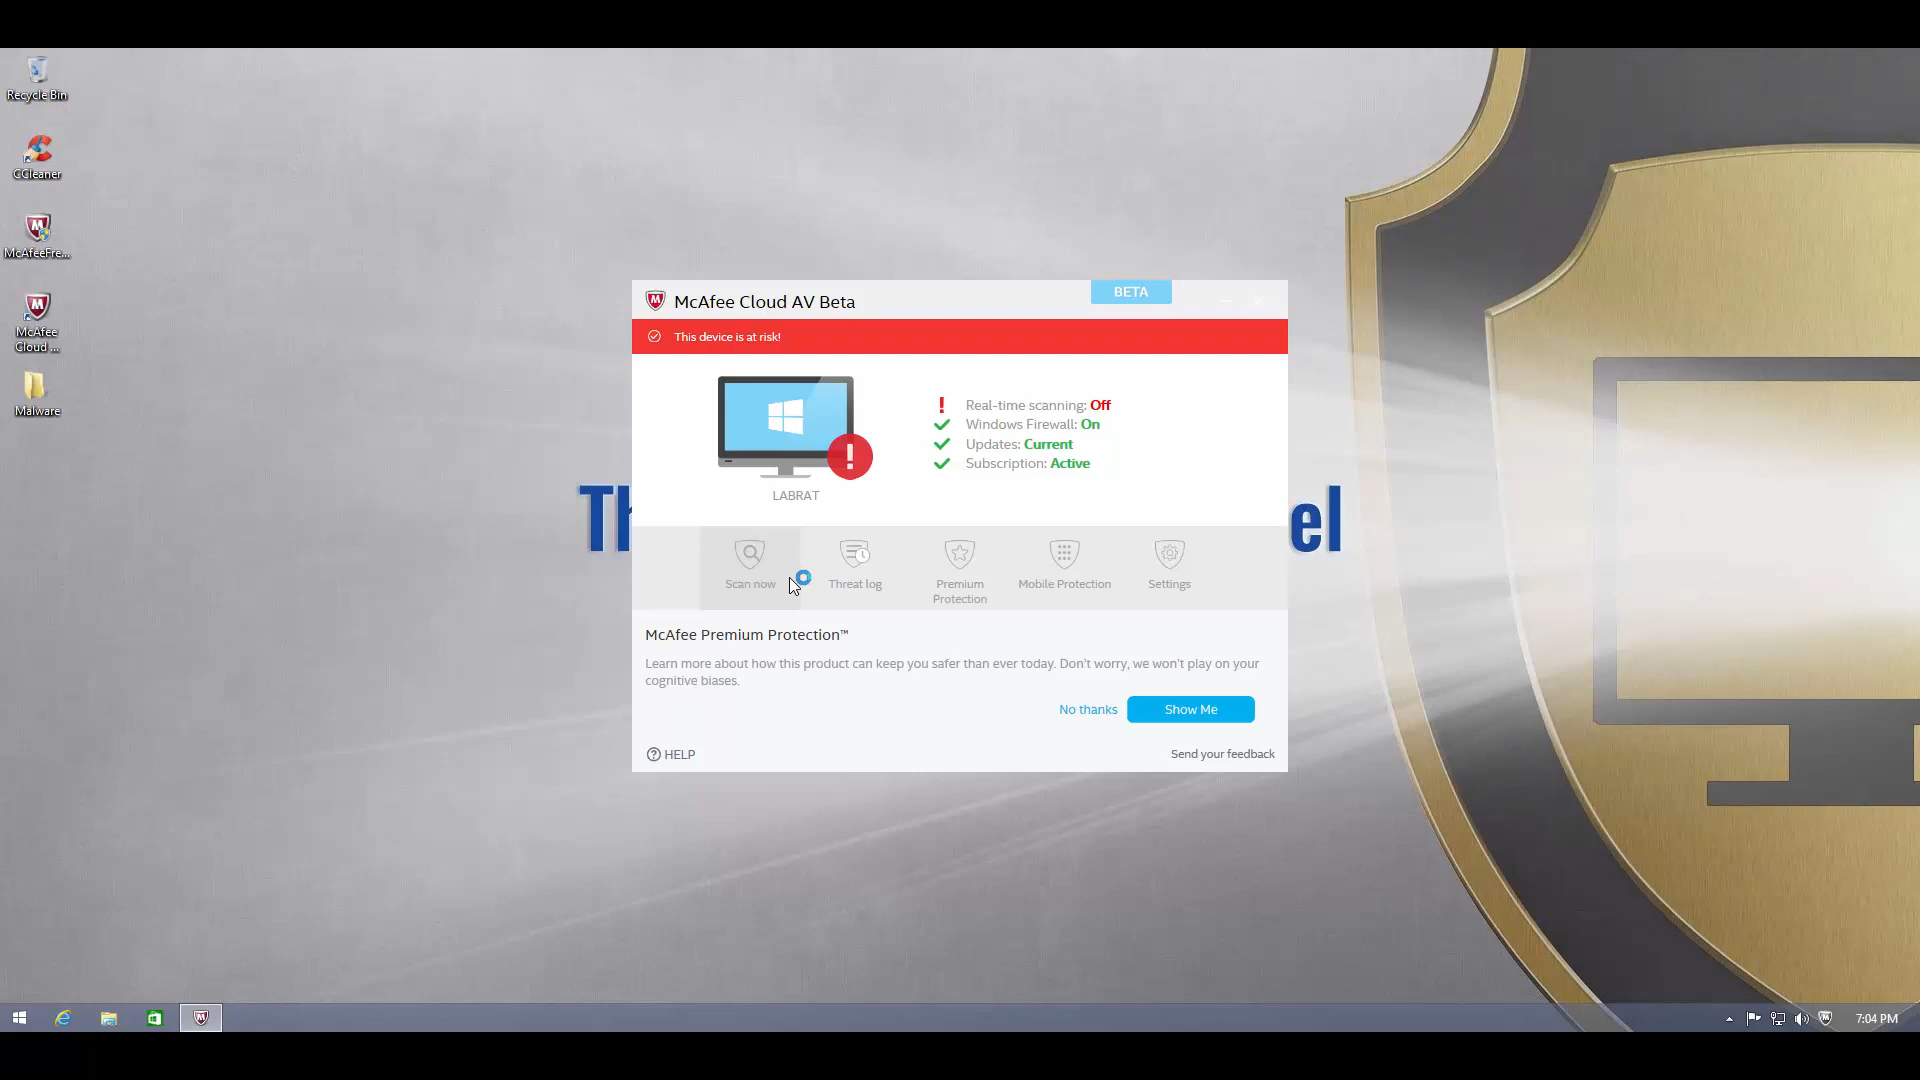 Recycle Bin
CCleaner
McAfeeFre...
McAfee
Cloud ...
Malware
McAfee Cloud AV Beta
BETA
This device is at risk!
Real-time scanning: Off
Windows Firewall: On
Updates: Current
Subscription: Active
LABRAT
Th
el
Scan now
Threat log
Premium
Protection
Mobile Protection
Settings
McAfee Premium Protection™
Learn more about how this product can keep you safer than ever today. Don't worry, we won't play on your
cognitive biases.
No thanks
Show Me
HELP
Send your feedback
7:04 PM